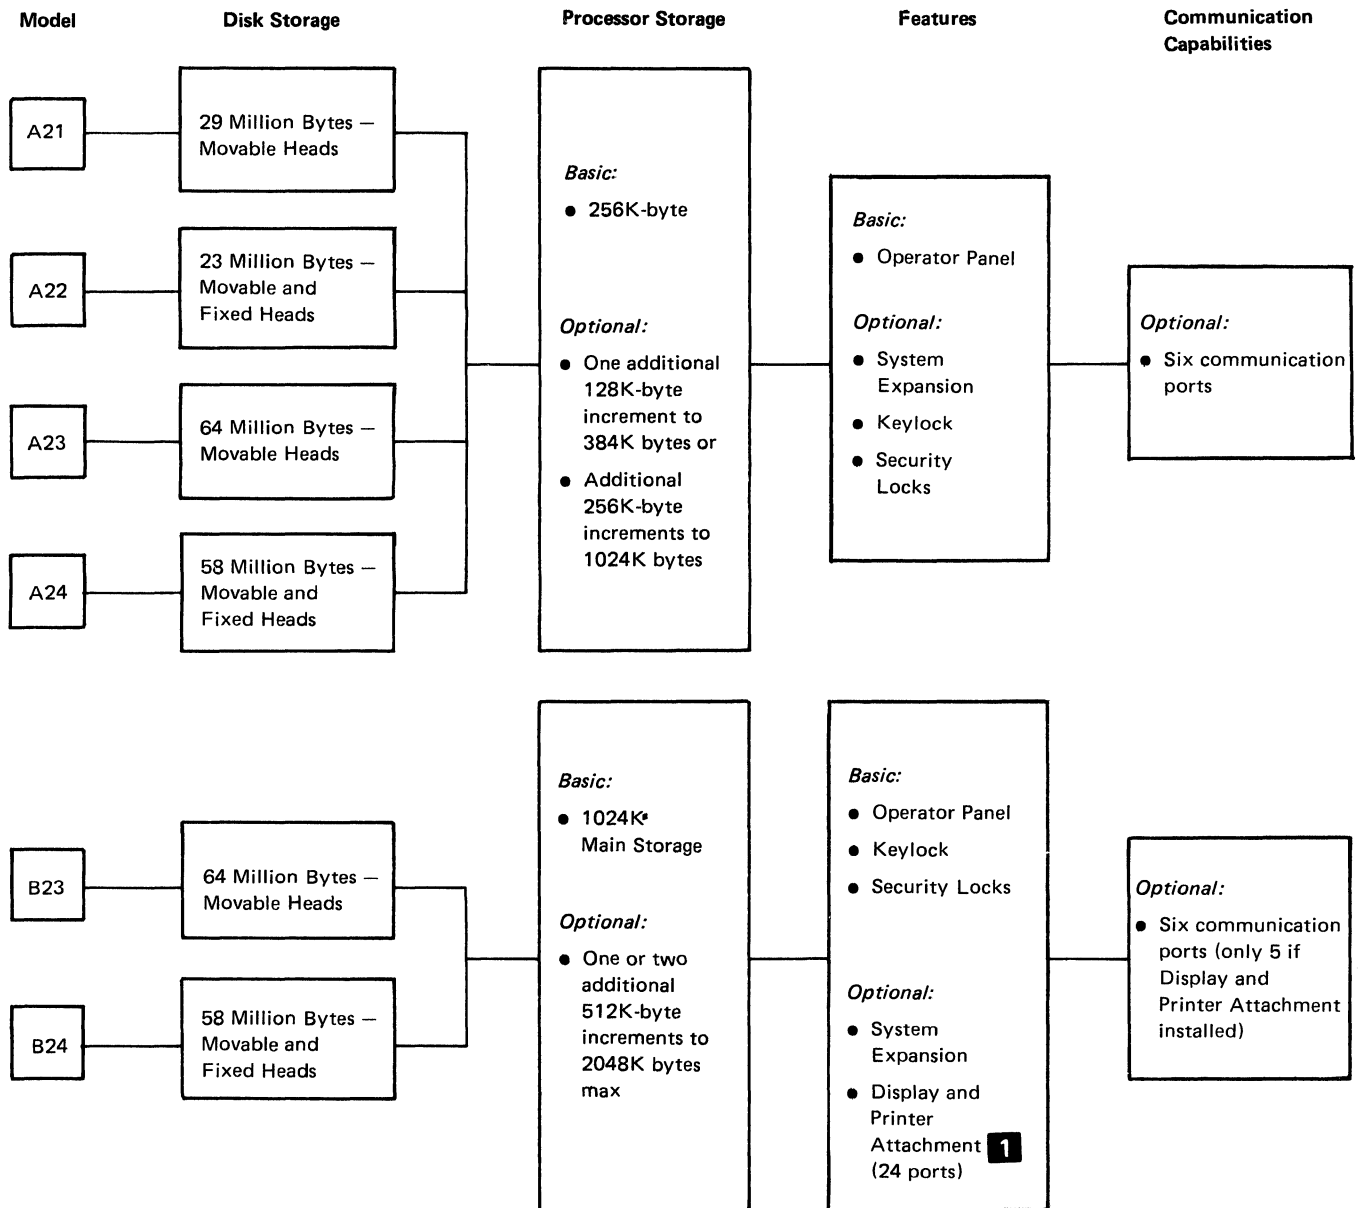 Model
Disk Storage
Processor Storage
Features
Communication
Capabilities
A21
29 Million Bytes —
Movable Heads
A22
23 Million Bytes —
Movable and
Fixed Heads
A23
64 Million Bytes —
Movable Heads
A24
58 Million Bytes —
Movable and
Fixed Heads
Basic:
● 256K-byte
Optional:
● One additional
128K-byte
increment to
384K bytes or
● Additional
256K-byte
increments to
1024K bytes
Basic:
● Operator Panel
Optional:
● System
Expansion
● Keylock
● Security
Locks
Optional:
● Six communication
ports
B23
64 Million Bytes —
Movable Heads
B24
58 Million Bytes —
Movable and
Fixed Heads
Basic:
● 1024K
Main Storage
Optional:
● One or two
additional
512K-byte
increments to
2048K bytes
max
Basic:
● Operator Panel
● Keylock
● Security Locks
Optional:
● System
Expansion
● Display and
Printer
Attachment 1
(24 ports)
Optional:
● Six communication
ports (only 5 if
Display and
Printer Attachment
installed)